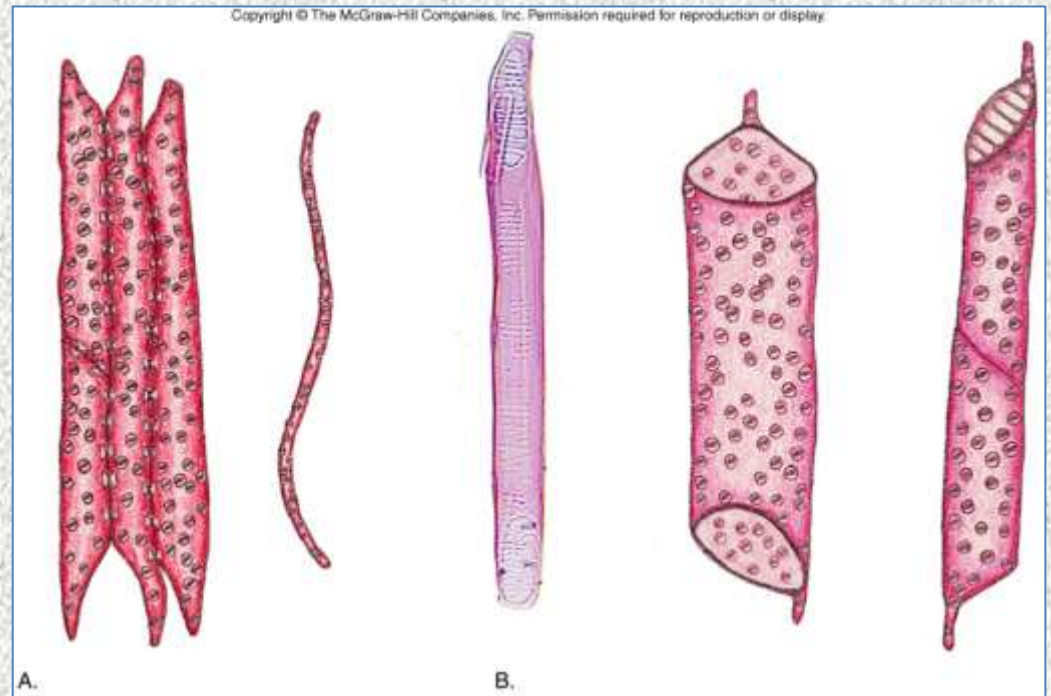 Copyright © The McGraw-Hill Companies, Inc. Permission required for reproduction or display.
A.
B.